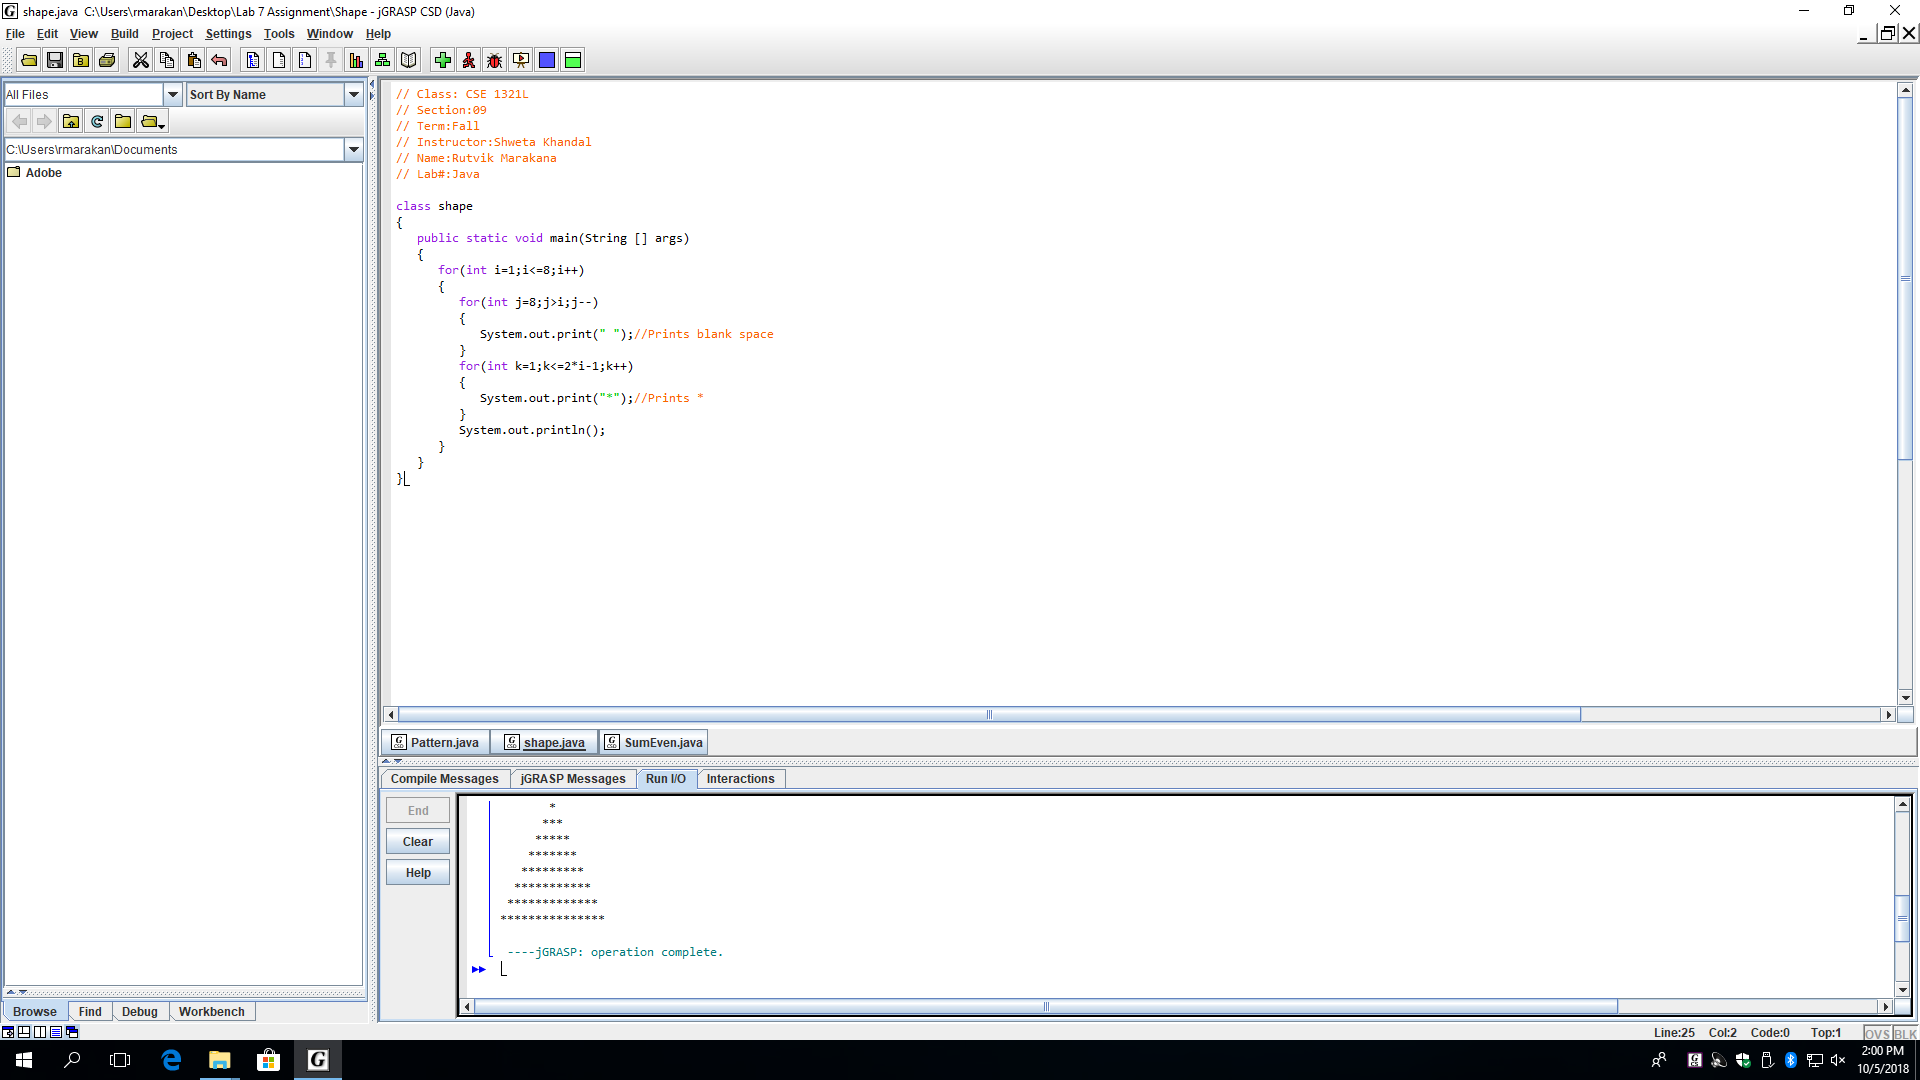 shape.java  C:\Users\rmarakan\Desktop\Lab 7 Assignment\Shape - jGRASP CSD (Java)
File Edit View Build Project Settings Tools Window Help
All Files Sort By Name
C:\Users\rmarakan\Documents
Adobe
// Class: CSE 1321L
// Section:09
// Term:Fall
// Instructor:Shweta Khandal
// Name:Rutvik Marakana
// Lab#:Java
class shape
{
   public static void main(String [] args)
   {
      for(int i=1;i<=8;i++)
      {
         for(int j=8;j>i;j--)
         {
            System.out.print(" ");//Prints blank space
         }
         for(int k=1;k<=2*i-1;k++)
         {
            System.out.print("*");//Prints *
         }
         System.out.println();
      }
   }
}
Pattern.java shape.java SumEven.java
Compile Messages jGRASP Messages Run I/O Interactions
End
Clear
Help
       *
      ***
     *****
    *******
   *********
  ***********
 *************
***************
 ----jGRASP: operation complete.
Browse Find Debug Workbench
Line:25 Col:2 Code:0 Top:1 OVS BLK
2:00 PM
10/5/2018